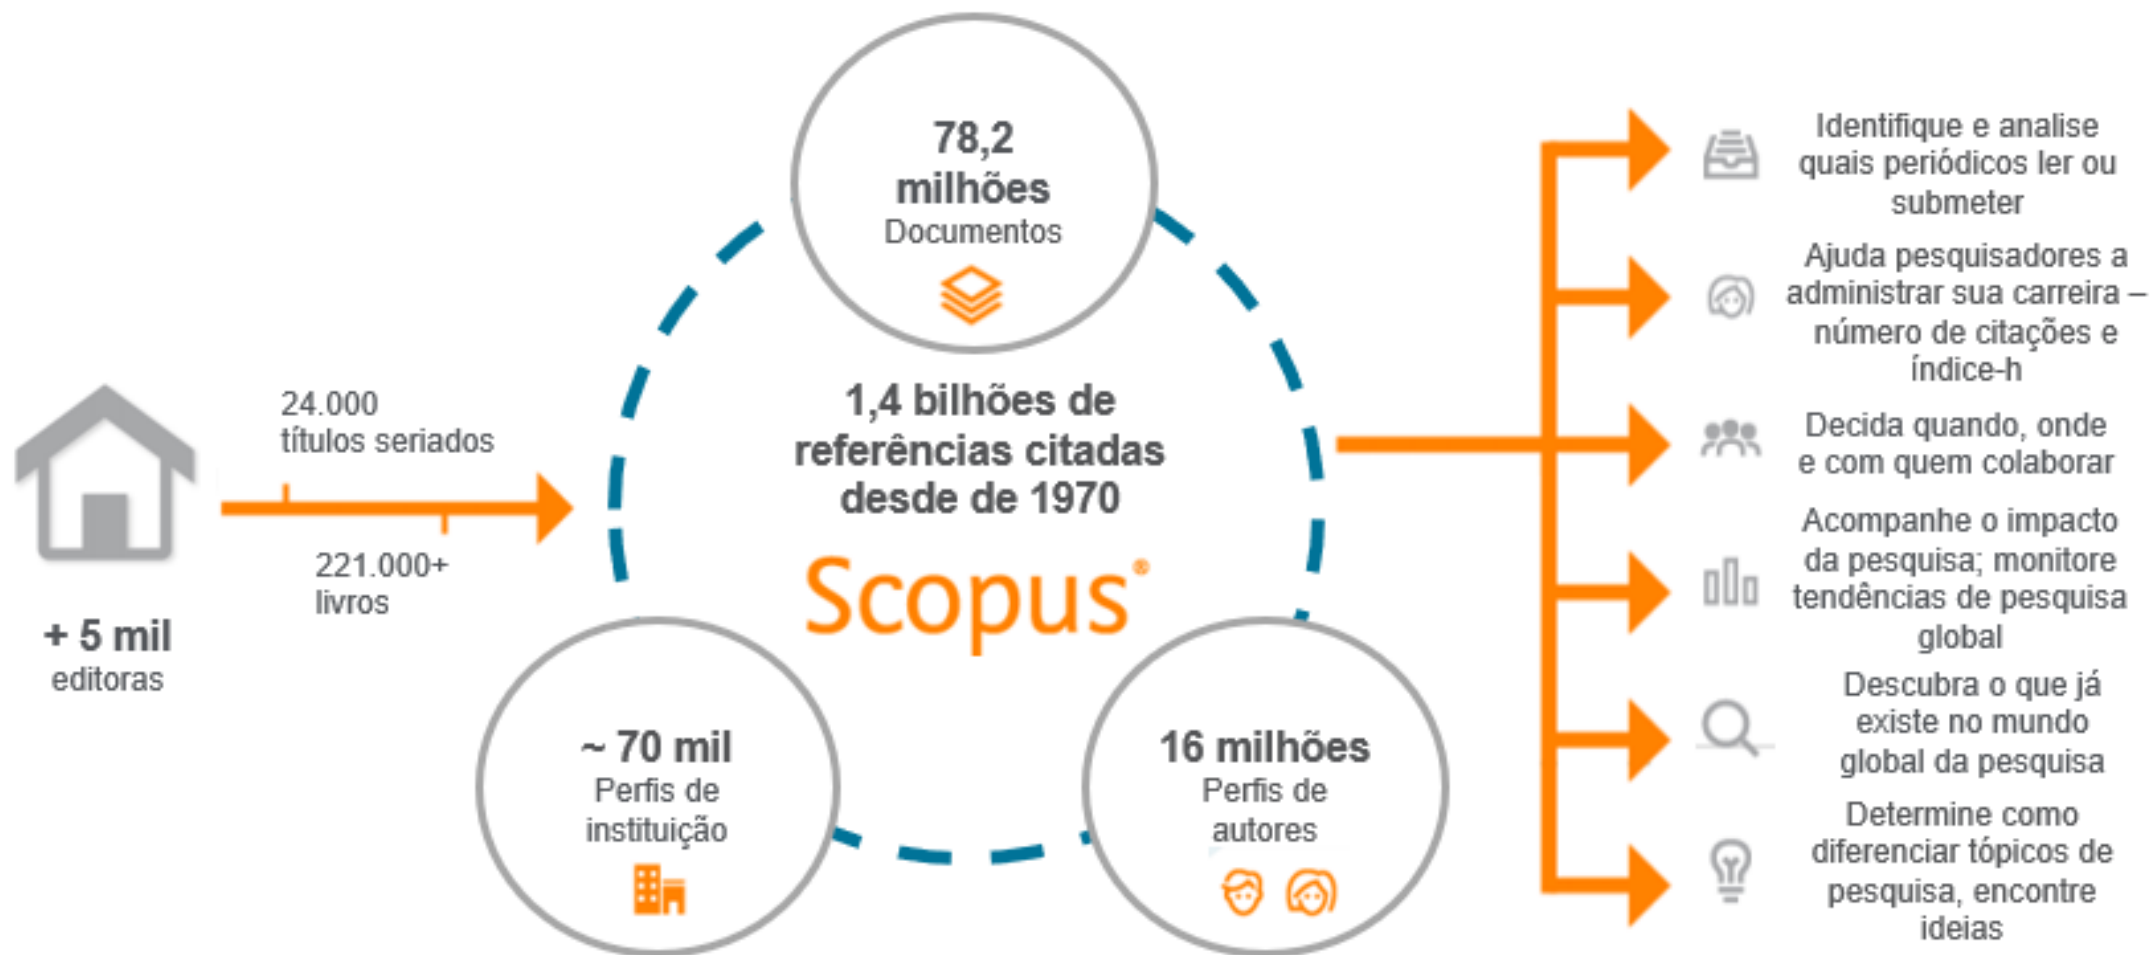 + 5 mil
editoras
24.000
títulos seriados
221.000+
livros
78,2
milhões
Documentos
1,4 bilhões de
referências citadas
desde de 1970
Scopus®
~ 70 mil
Perfis de
instituição
16 milhões
Perfis de
autores
Identifique e analise
quais periódicos ler ou
submeter
Ajuda pesquisadores a
administrar sua carreira –
número de citações e
índice-h
Decida quando, onde
e com quem colaborar
Acompanhe o impacto
da pesquisa; monitore
tendências de pesquisa
global
Descubra o que já
existe no mundo
global da pesquisa
Determine como
diferenciar tópicos de
pesquisa, encontre
ideias